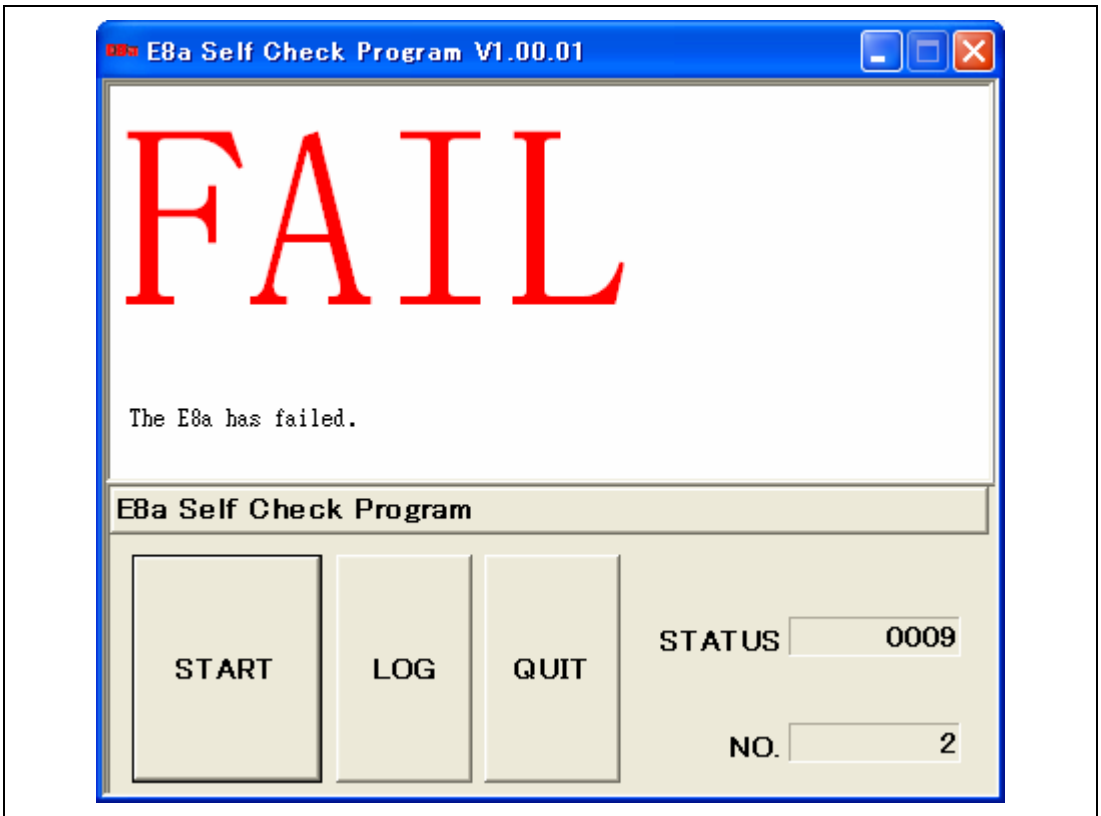 E8a E8a Self Check Program V1.00.01
FAIL
The E8a has failed.
E8a Self Check Program
START LOG QUIT
STATUS 0009
NO. 2